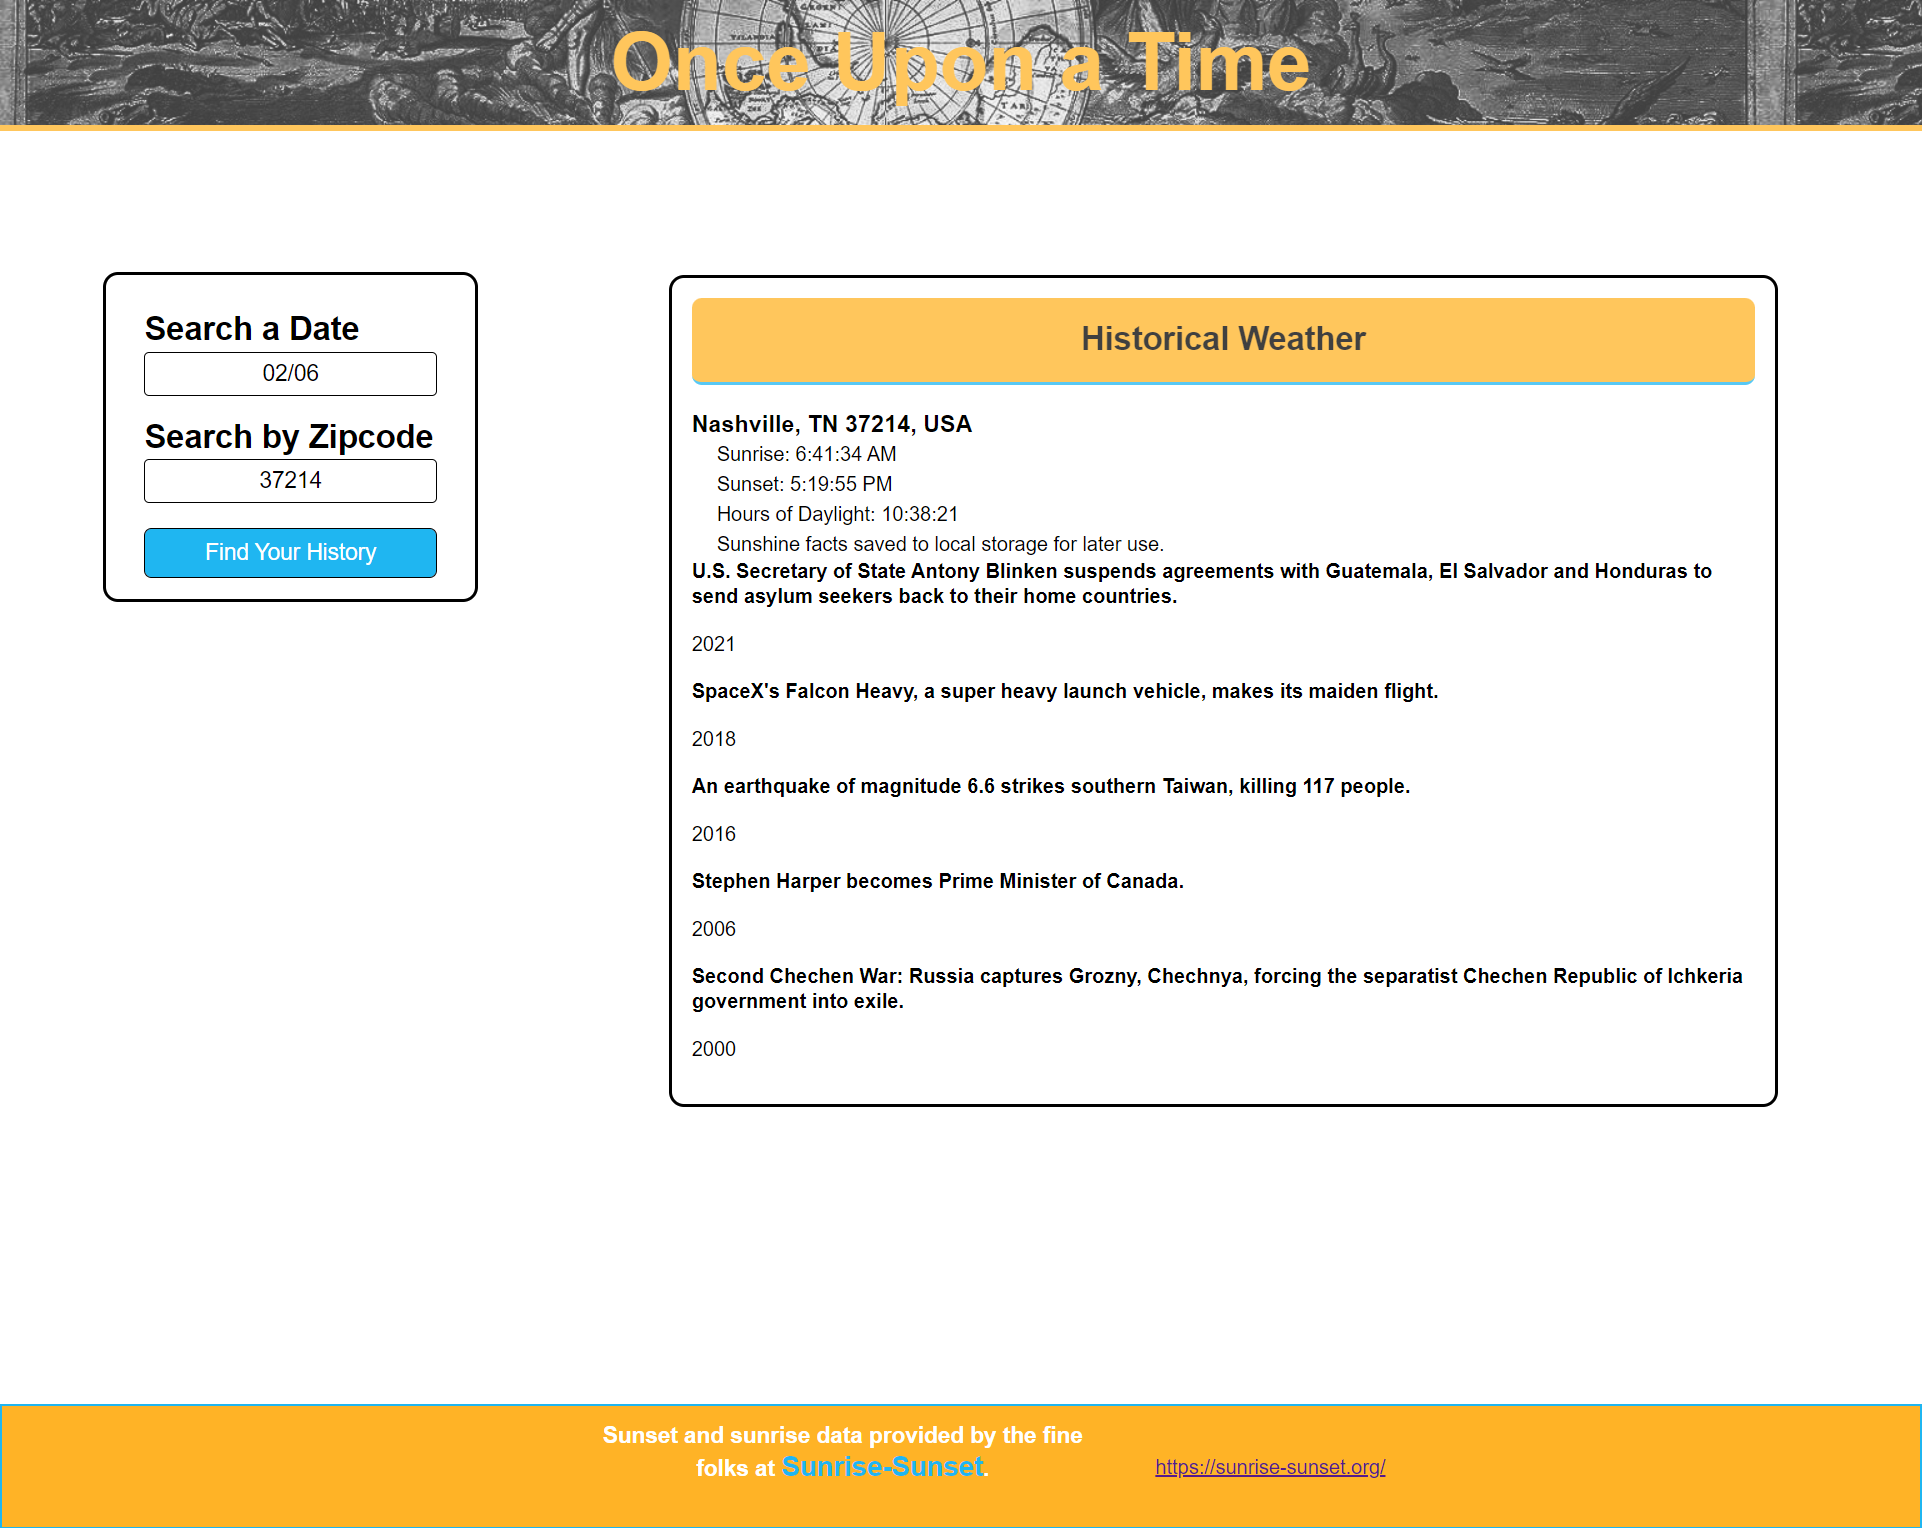 Once Upon a Time
Search a Date
02/06
Search by Zipcode
37214
Find Your History
Historical Weather
Nashville, TN 37214, USA
Sunrise: 6:41:34 AM
Sunset: 5:19:55 PM
Hours of Daylight: 10:38:21
Sunshine facts saved to local storage for later use.
U.S. Secretary of State Antony Blinken suspends agreements with Guatemala, El Salvador and Honduras to
send asylum seekers back to their home countries.
2021
SpaceX's Falcon Heavy, a super heavy launch vehicle, makes its maiden flight.
2018
An earthquake of magnitude 6.6 strikes southern Taiwan, killing 117 people.
2016
Stephen Harper becomes Prime Minister of Canada.
2006
Second Chechen War: Russia captures Grozny, Chechnya, forcing the separatist Chechen Republic of Ichkeria
government into exile.
2000
Sunset and sunrise data provided by the fine
folks at Sunrise-Sunset.
https://sunrise-sunset.org/